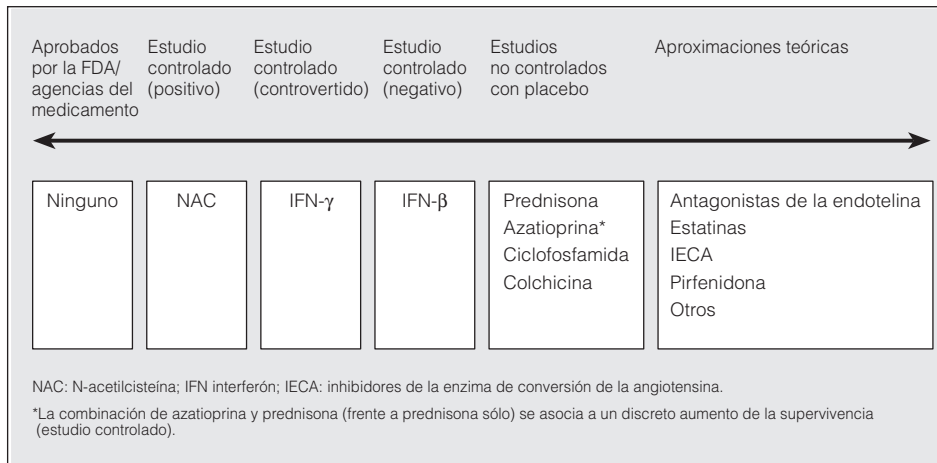 Aprobados
por la FDA/
agencias del
medicamento
Estudio
controlado
(positivo)
Estudio
controlado
(controvertido)
Estudio
controlado
(negativo)
Estudios
no controlados
con placebo
Aproximaciones teóricas
Ninguno
NAC
IFN-γ
IFN-β
Prednisona
Azatioprina*
Ciclofosfamida
Colchicina
Antagonistas de la endotelina
Estatinas
IECA
Pirfenidona
Otros
NAC: N-acetilcisteína; IFN interferón; IECA: inhibidores de la enzima de conversión de la angiotensina.
*La combinación de azatioprina y prednisona (frente a prednisona sólo) se asocia a un discreto aumento de la supervivencia
(estudio controlado).